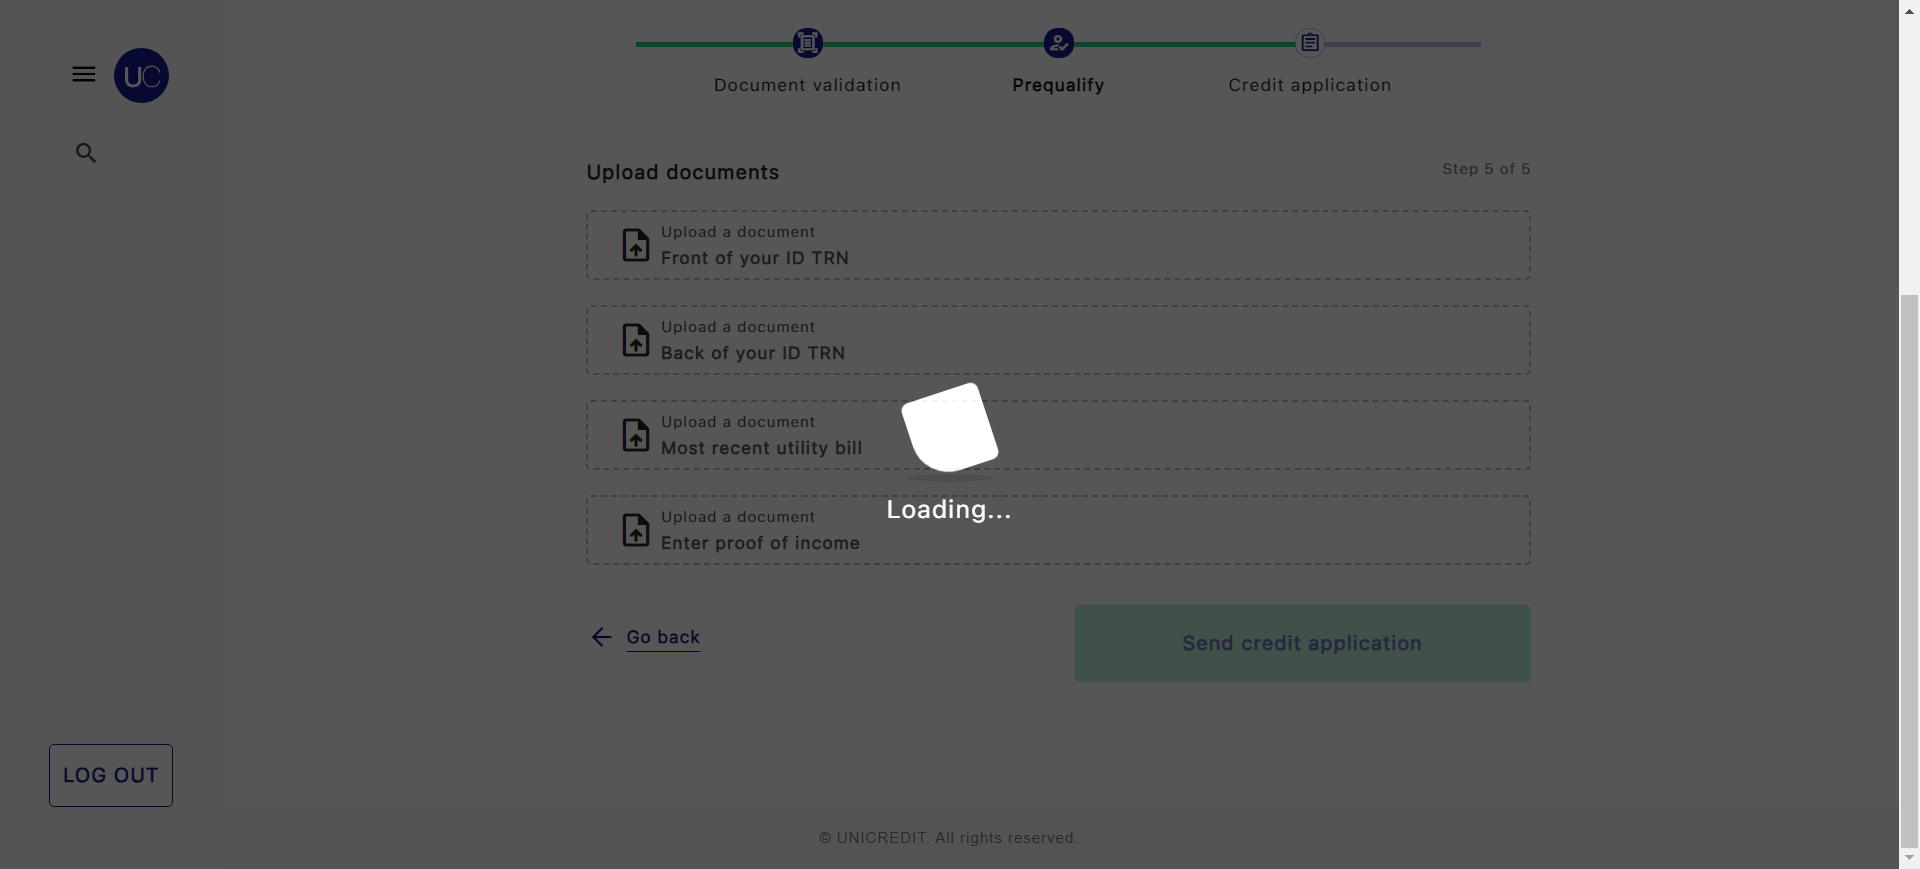 UC
Document validation
Prequalify
Credit application
Upload documents
Step 5 of 5
Upload a document
Front of your ID TRN
Upload a document
Back of your ID TRN
Upload a document
Most recent utility bill
Upload a document
Enter proof of income
Loading...
Go back
Send credit application
LOG OUT
© UNICREDIT. All rights reserved.